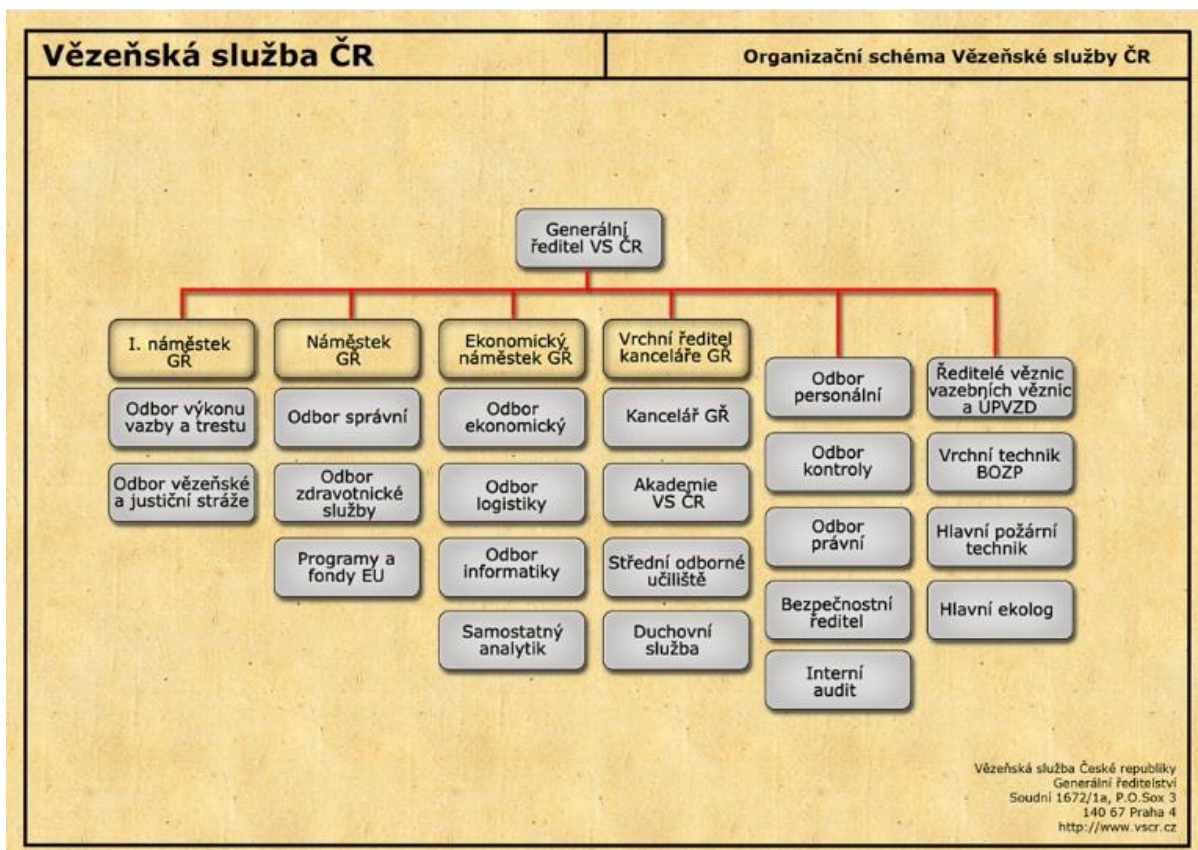 Vězeňská služba ČR
Organizační schéma Vězeňské služby ČR
Generální
ředitel VS ČR
I. náměstek
GŘ
Odbor výkonu
vazby a trestu
Odbor vězeňské
a justiční stráže
Náměstek
GŘ
Odbor správní
Odbor
zdravotnické
služby
Programy a
fondy EU
Ekonomický
náměstek GŘ
Odbor
ekonomický
Odbor
logistiky
Odbor
informatiky
Samostatný
analytik
Vrchní ředitel
kanceláře GŘ
Kancelář GŘ
Akademie
VS ČR
Střední odborné
učiliště
Duchovní
služba
Odbor
personální
Odbor
kontroly
Odbor
právní
Bezpečnostní
ředitel
Interní
audit
Ředitelé věznic
vazebních věznic
a ÚPVZD
Vrchní technik
BOZP
Hlavní požární
technik
Hlavní ekolog
Vězeňská služba České republiky
Generální ředitelství
Soudní 1672/1a, P.O.Sox 3
140 67 Praha 4
http://www.vscr.cz